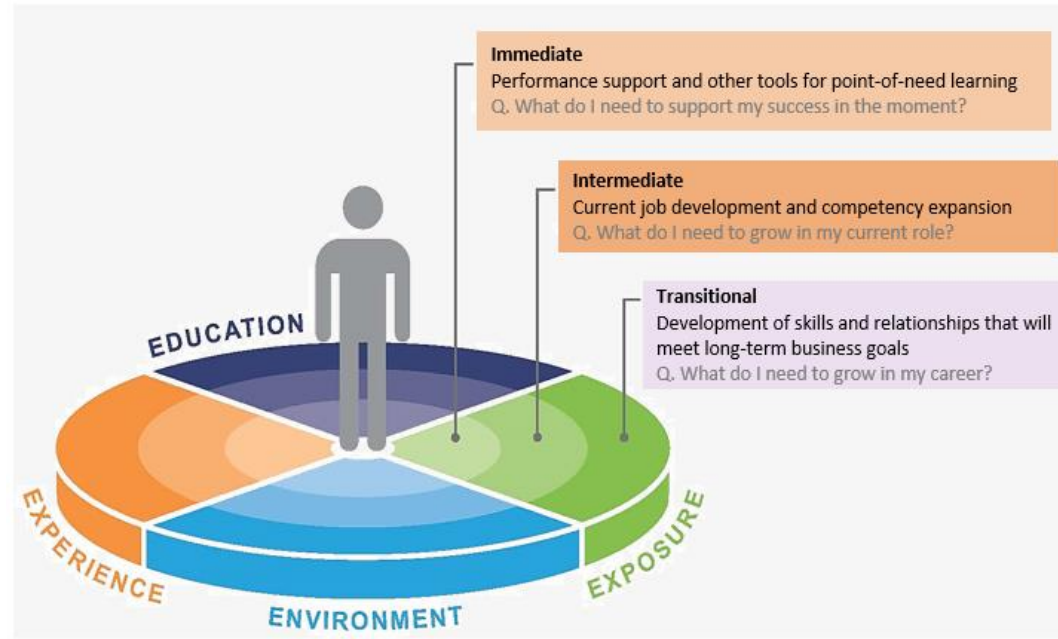 Immediate
Performance support and other tools for point-of-need learning
Q. What do I need to support my success in the moment?
Intermediate
Current job development and competency expansion
Q. What do I need to grow in my current role?
Transitional
Development of skills and relationships that will
meet long-term business goals
Q. What do I need to grow in my career?
EDUCATION
EXPERIENCE
EXPOSURE
ENVIRONMENT